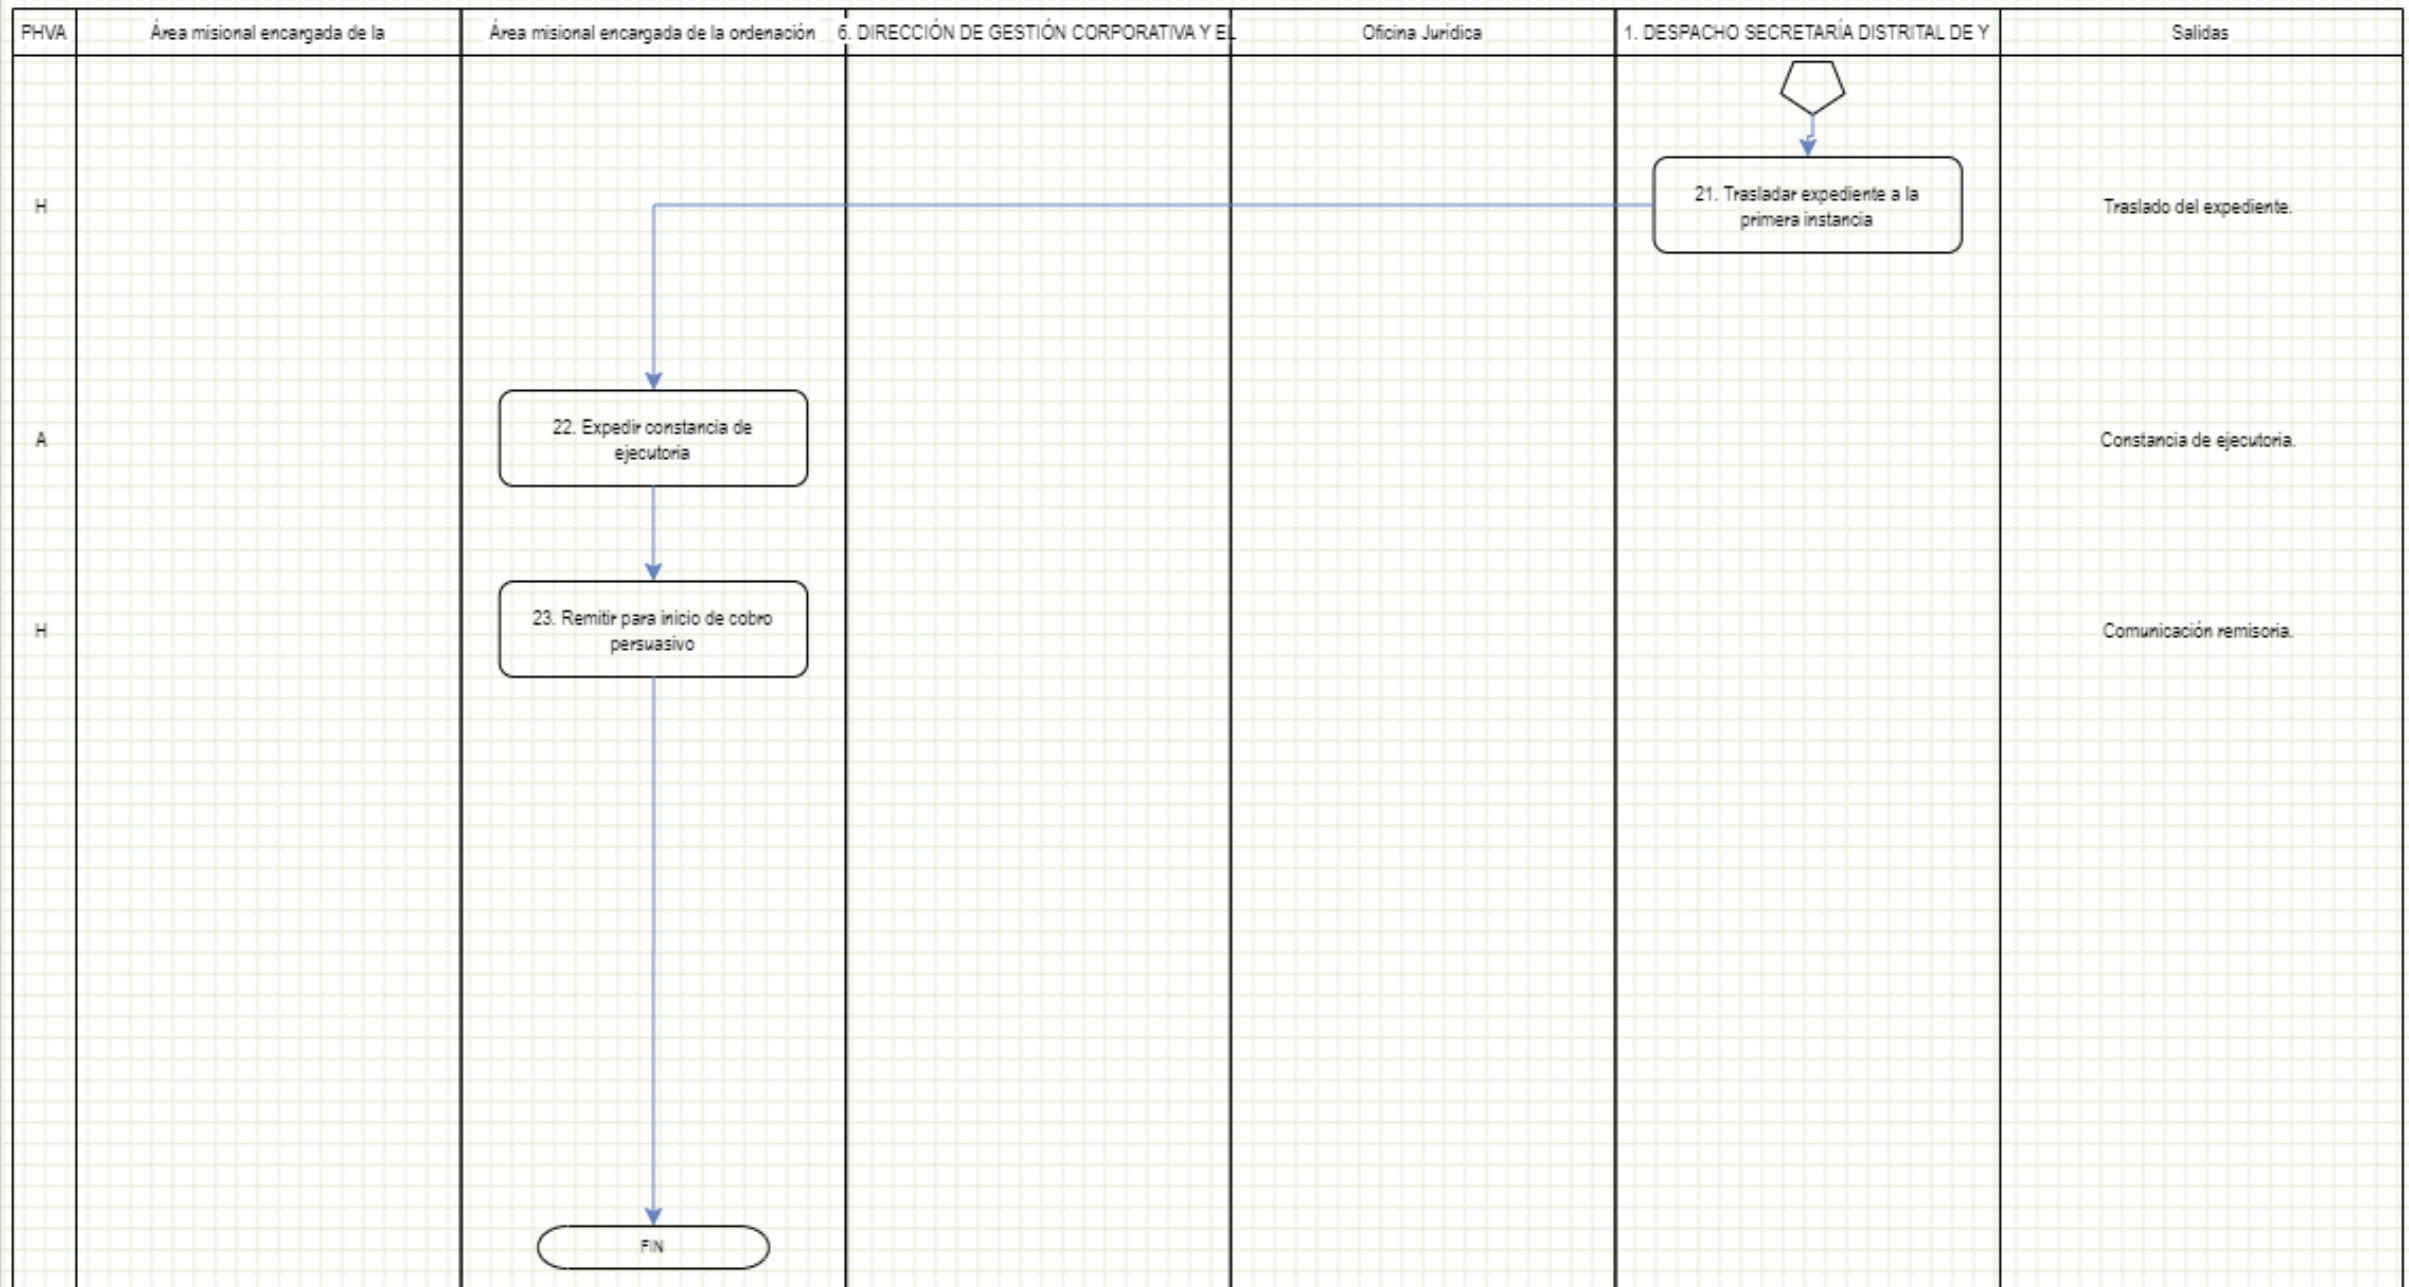 PHVA
Área misional encargada de la
Área misional encargada de la ordenación
6. DIRECCIÓN DE GESTIÓN CORPORATIVA Y EL
Oficina Jurídica
1. DESPACHO SECRETARÍA DISTRITAL DE Y
Salidas
H
21. Trasladar expediente a la
primera instancia
Traslado del expediente.
A
22. Expedir constancia de
ejecutoria
Constancia de ejecutoria.
H
23. Remitir para inicio de cobro
persuasivo
Comunicación remisoria.
FIN